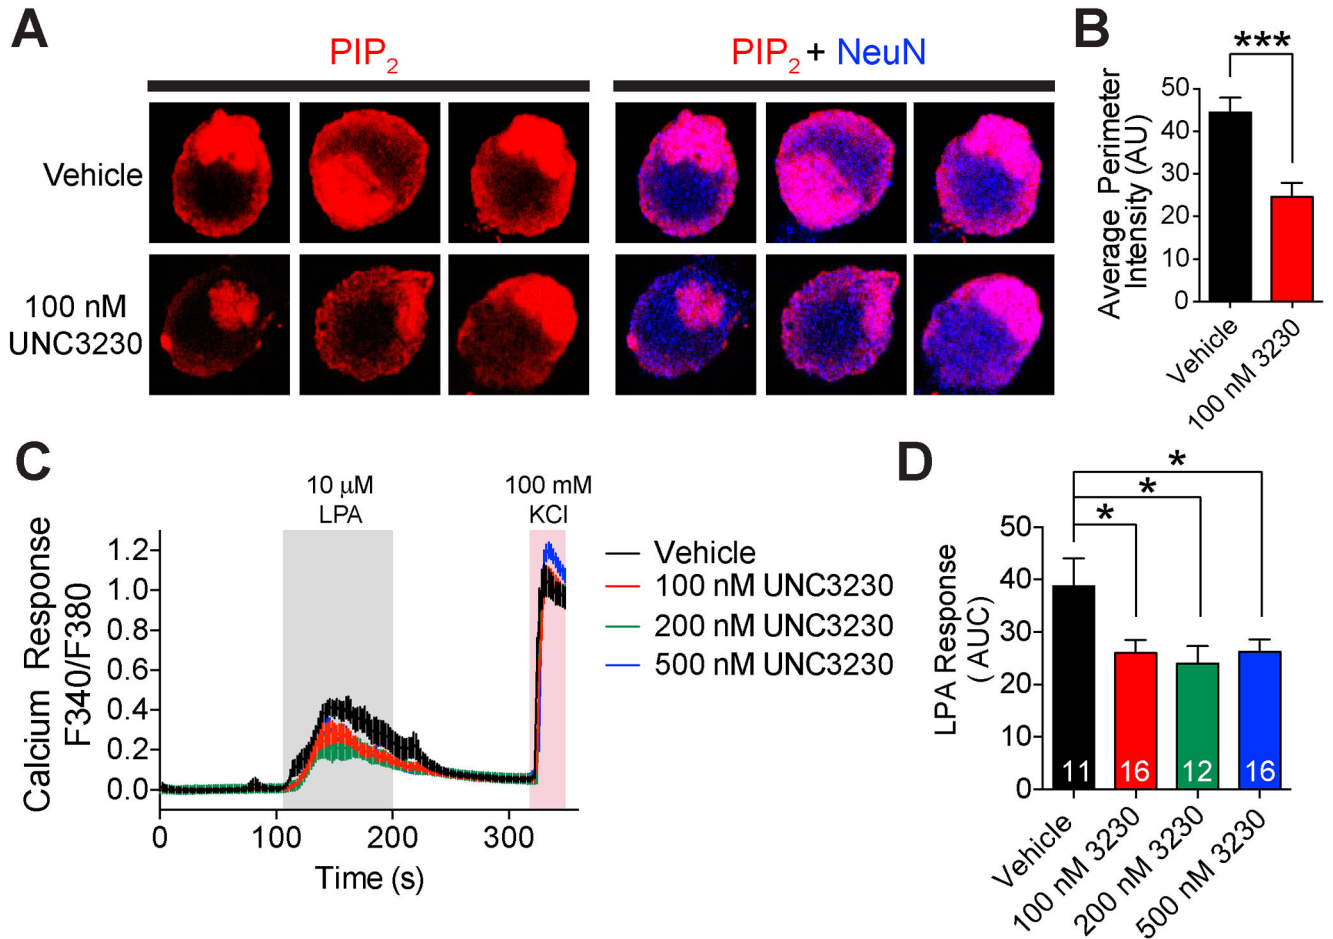 A
PIP2
PIP2 + NeuN
Vehicle
100 nM
UNC3230
B
***
Average Perimeter
Intensity (AU)
50
40
30
20
10
0
Vehicle
100 nM 3230
C
10 µM
LPA
100 mM
KCl
Calcium Response
F340/F380
1.2
1.0
0.8
0.6
0.4
0.2
0.0
0
100
200
300
Time (s)
Vehicle
100 nM UNC3230
200 nM UNC3230
500 nM UNC3230
D
*
*
*
LPA Response
( AUC)
50
40
30
20
10
0
11
16
12
16
Vehicle
100 nM 3230
200 nM 3230
500 nM 3230